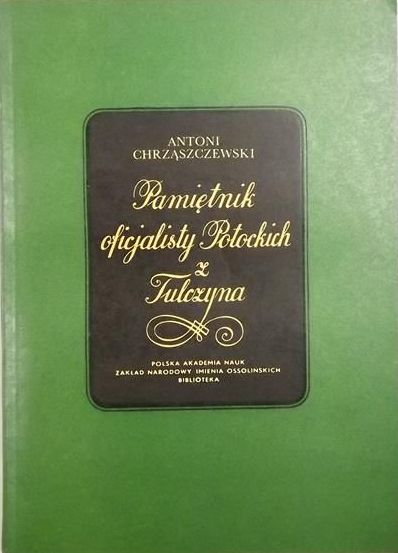 ANTONI
CHRZĄSZCZEWSKI
Pamiętnik
oficjalisty Potockich
z
Tulczyna
POLSKA AKADEMIA NAUK
ZAKŁAD NARODOWY IMIENIA OSSOLIŃSKICH
BIBLIOTEKA